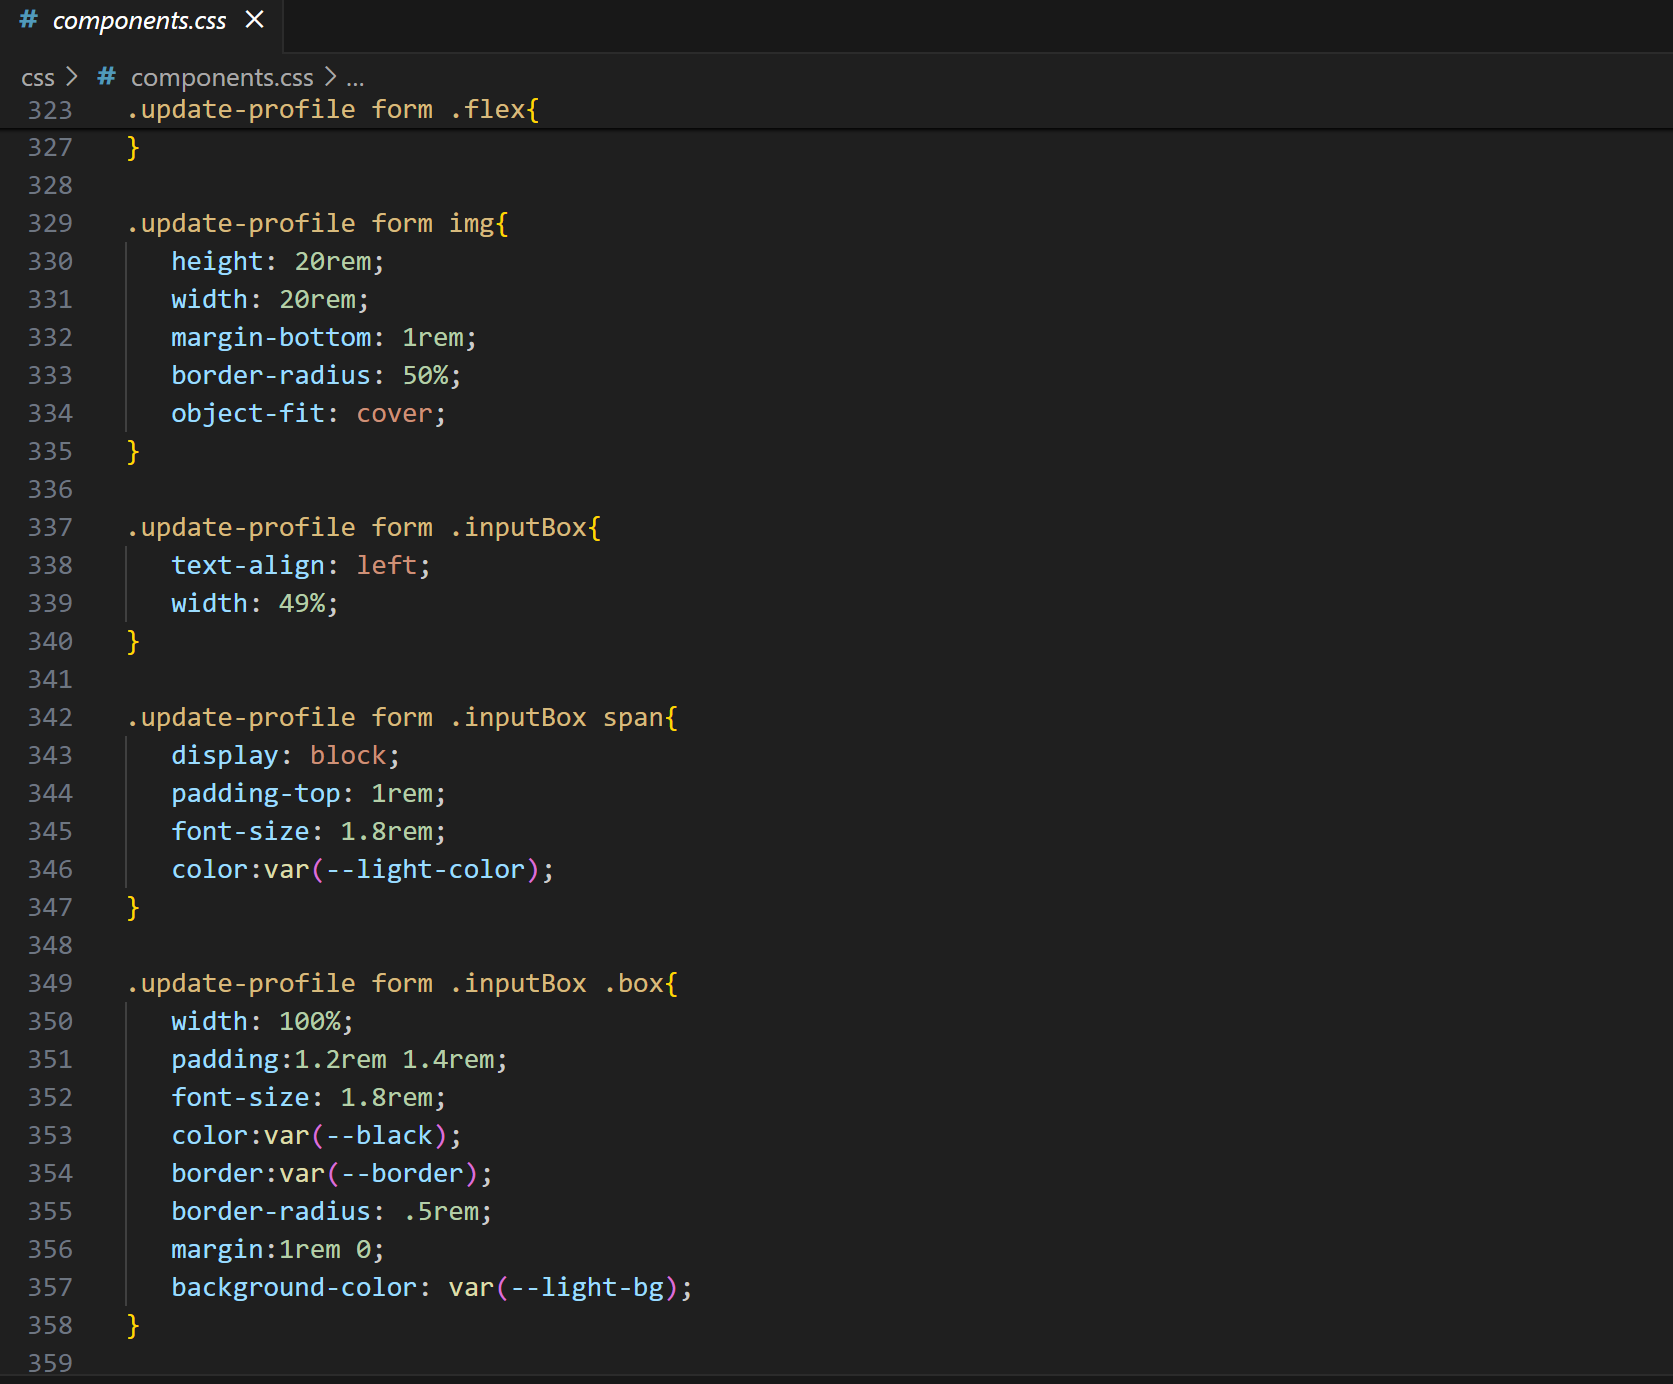 # components.css ×
css > # components.css > ...
323 .update-profile form .flex{
327 }
328
329 .update-profile form img{
330 height: 20rem;
331 width: 20rem;
332 margin-bottom: 1rem;
333 border-radius: 50%;
334 object-fit: cover;
335 }
336
337 .update-profile form .inputBox{
338 text-align: left;
339 width: 49%;
340 }
341
342 .update-profile form .inputBox span{
343 display: block;
344 padding-top: 1rem;
345 font-size: 1.8rem;
346 color:var(--light-color);
347 }
348
349 .update-profile form .inputBox .box{
350 width: 100%;
351 padding:1.2rem 1.4rem;
352 font-size: 1.8rem;
353 color:var(--black);
354 border:var(--border);
355 border-radius: .5rem;
356 margin:1rem 0;
357 background-color: var(--light-bg);
358 }
359